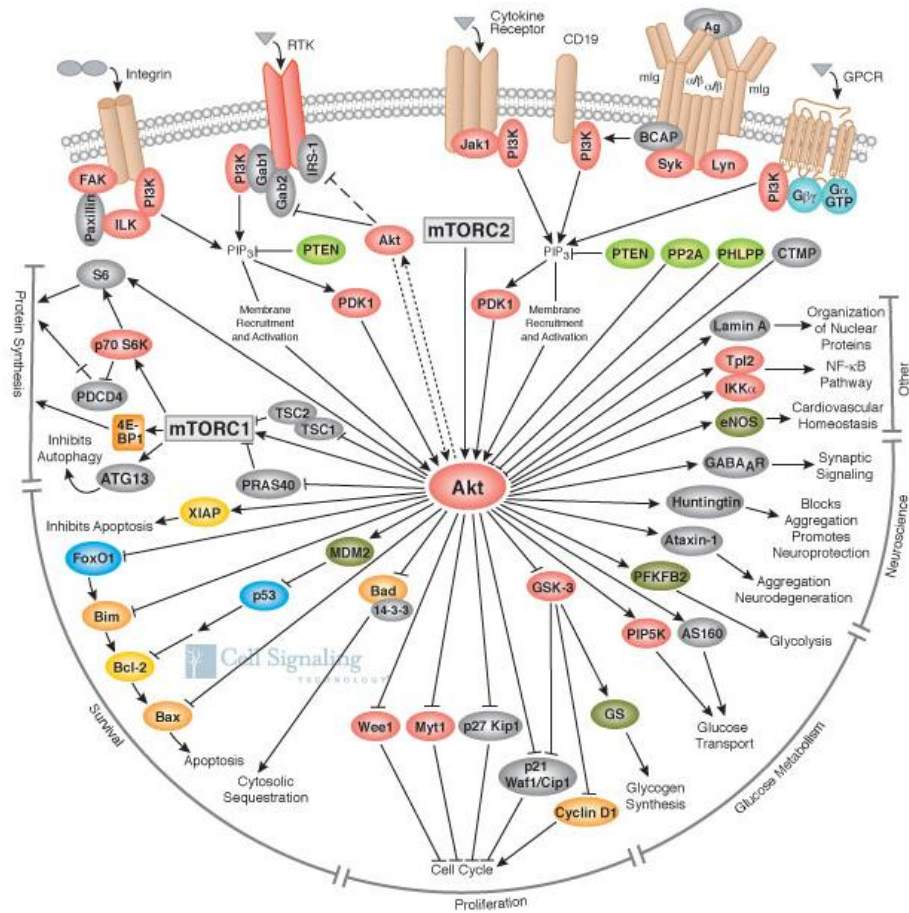 Integrin
RTK
Cytokine
Receptor
CD19
Ag
mIg
α/β
α/β
mIg
GPCR
FAK
Paxillin
ILK
PI3K
PI3K
Gab1
Gab2
IRS-1
Jak1
PI3K
PI3K
BCAP
Syk
Lyn
PI3K
Gβγ
Gα
GTP
PIP3
PTEN
Akt
mTORC2
PIP3
PTEN
PP2A
PHLPP
CTMP
PDK1
PDK1
Membrane
Recruitment
and Activation
Membrane
Recruitment
and Activation
Protein Synthesis
S6
p70 S6K
PDCD4
4E-
BP1
mTORC1
TSC2
TSC1
Inhibits
Autophagy
ATG13
PRAS40
Akt
Lamin A
Organization
of Nuclear
Proteins
Tpl2
IKKα
NF-κB
Pathway
eNOS
Cardiovascular
Homeostasis
Other
GABAAR
Synaptic
Signaling
Huntingtin
Blocks
Aggregation
Promotes
Neuroprotection
Ataxin-1
Aggregation
Neurodegeneration
Neuroscience
Inhibits Apoptosis
XIAP
FoxO1
MDM2
p53
Bim
Bcl-2
Bax
Apoptosis
Bad
14-3-3
Cytosolic
Sequestration
Survival
Cell Signaling
TECHNOLOGY®
GSK-3
PFKFB2
Glycolysis
PIP5K
AS160
Glucose
Transport
GS
Glycogen
Synthesis
Glucose Metabolism
Wee1
Myt1
p27 Kip1
p21
Waf1/Cip1
Cyclin D1
Cell Cycle
Proliferation